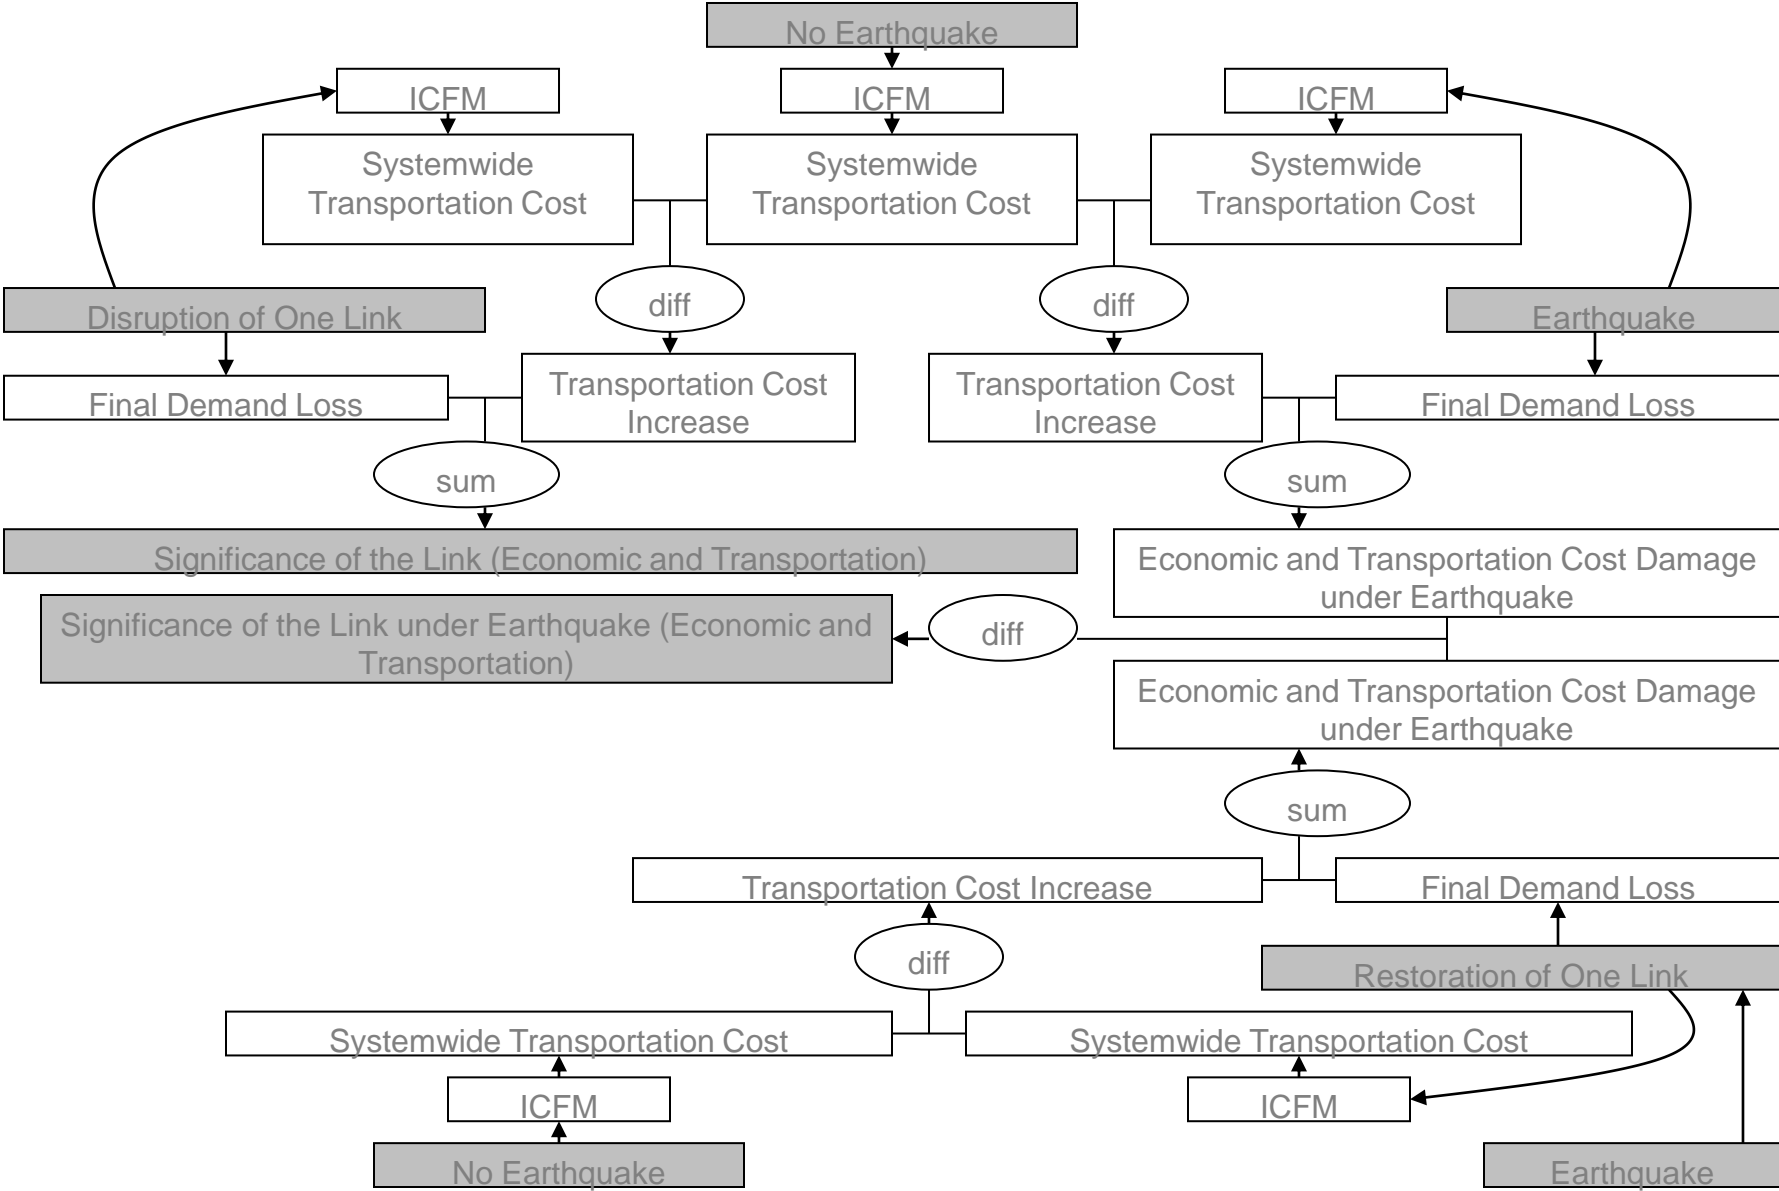 No Earthquake
ICFM
ICFM
ICFM
Systemwide
Transportation Cost
Systemwide
Transportation Cost
Systemwide
Transportation Cost
diff
diff
Disruption of One Link
Earthquake
Final Demand Loss
Transportation Cost
Increase
Transportation Cost
Increase
Final Demand Loss
sum
sum
Significance of the Link (Economic and Transportation)
Economic and Transportation Cost Damage
under Earthquake
Significance of the Link under Earthquake (Economic and
Transportation)
diff
Economic and Transportation Cost Damage
under Earthquake
sum
Transportation Cost Increase
Final Demand Loss
diff
Restoration of One Link
Systemwide Transportation Cost
Systemwide Transportation Cost
ICFM
ICFM
No Earthquake
Earthquake